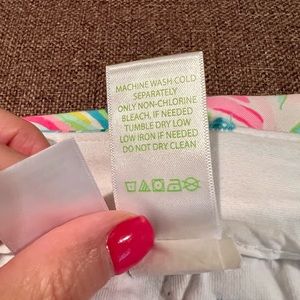 MACHINE WASH COLD
SEPARATELY
ONLY NON-CHLORINE
BLEACH, IF NEEDED
TUMBLE DRY LOW
LOW IRON IF NEEDED
DO NOT DRY CLEAN